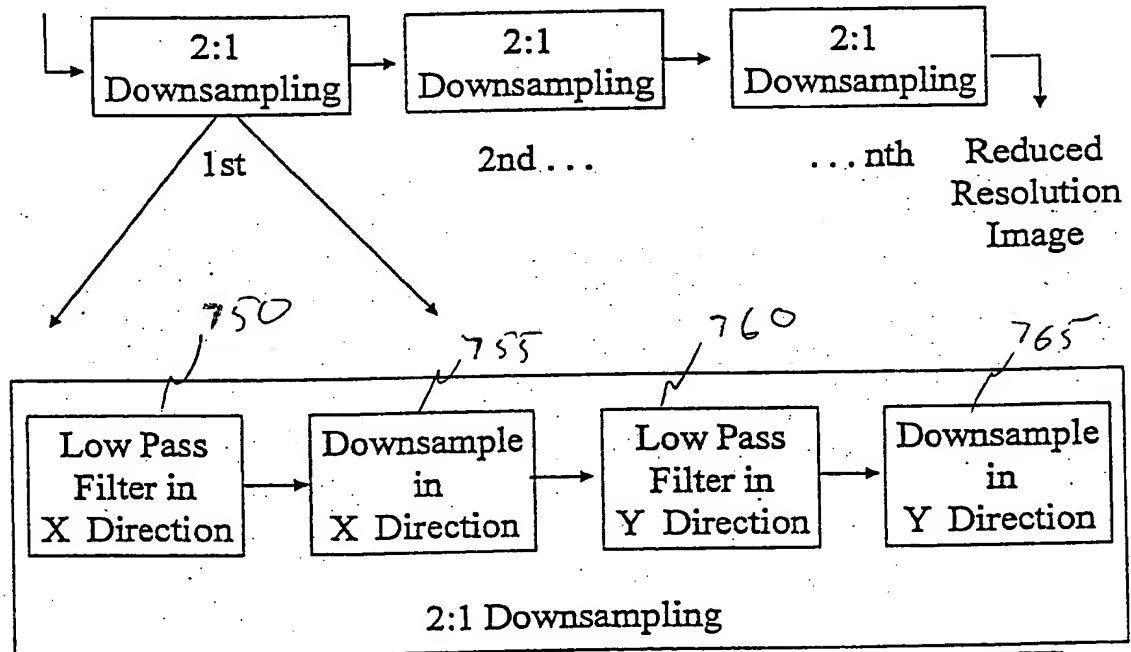 2:1
Downsampling
2:1
Downsampling
2:1
Downsampling
1st
2nd...
...nth
Reduced
Resolution
Image
750
755
760
765
Low Pass
Filter in
X Direction
Downsample
in
X Direction
Low Pass
Filter in
Y Direction
Downsample
in
Y Direction
2:1 Downsampling